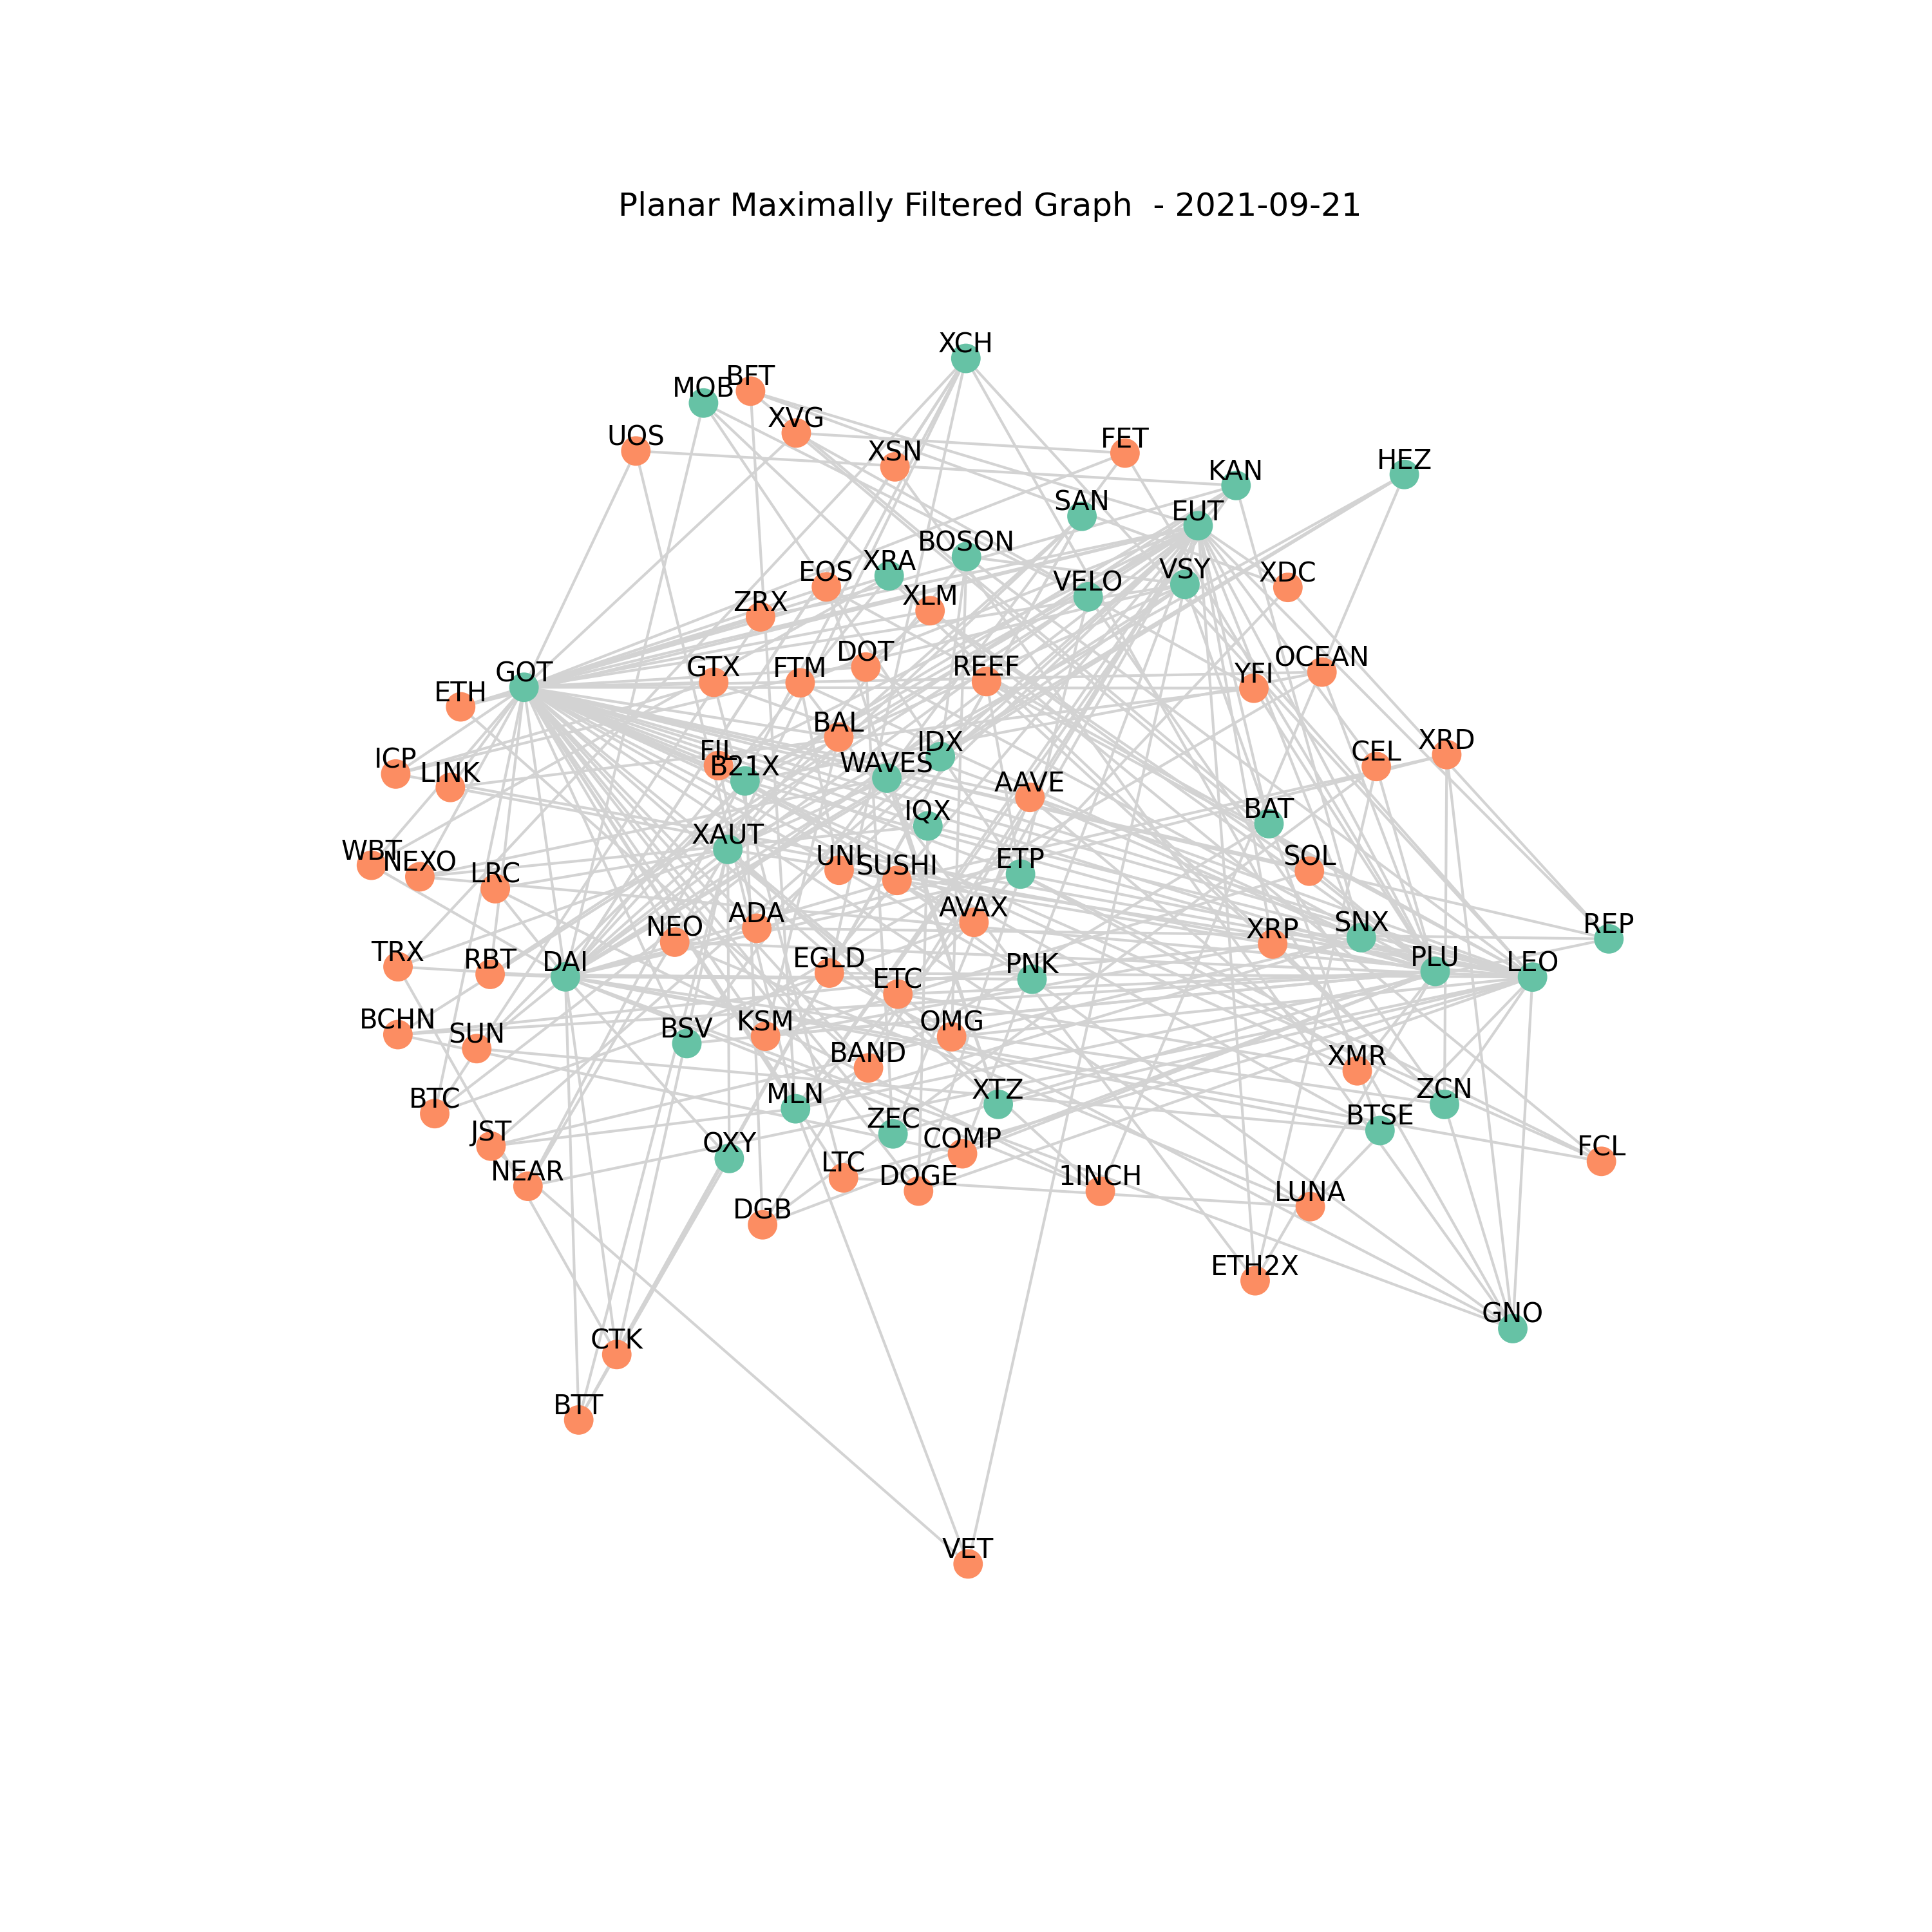 Planar Maximally Filtered Graph  - 2021-09-21
XCH
BFT
MOB
XVG
UOS
FET
XSN
HEZ
KAN
SAN
EUT
BOSON
XRA
VSY
EOS
XDC
VELO
XLM
ZRX
DOT
OCEAN
GTX
FTM
REEF
GOT
YFI
ETH
BAL
IDX
XRD
FIL
CEL
ICP
B21X
WAVES
LINK
AAVE
BAT
IQX
XAUT
WBT
SOL
NEXO
UNI
SUSHI
ETP
LRC
ADA
AVAX
NEO
XRP
SNX
REP
TRX
RBT
DAI
EGLD
PNK
PLU
LEO
ETC
BCHN
KSM
OMG
BSV
SUN
BAND
XMR
ZCN
XTZ
MLN
BTC
BTSE
ZEC
JST
COMP
OXY
FCL
LTC
NEAR
DOGE
1INCH
LUNA
DGB
ETH2X
GNO
CTK
BTT
VET